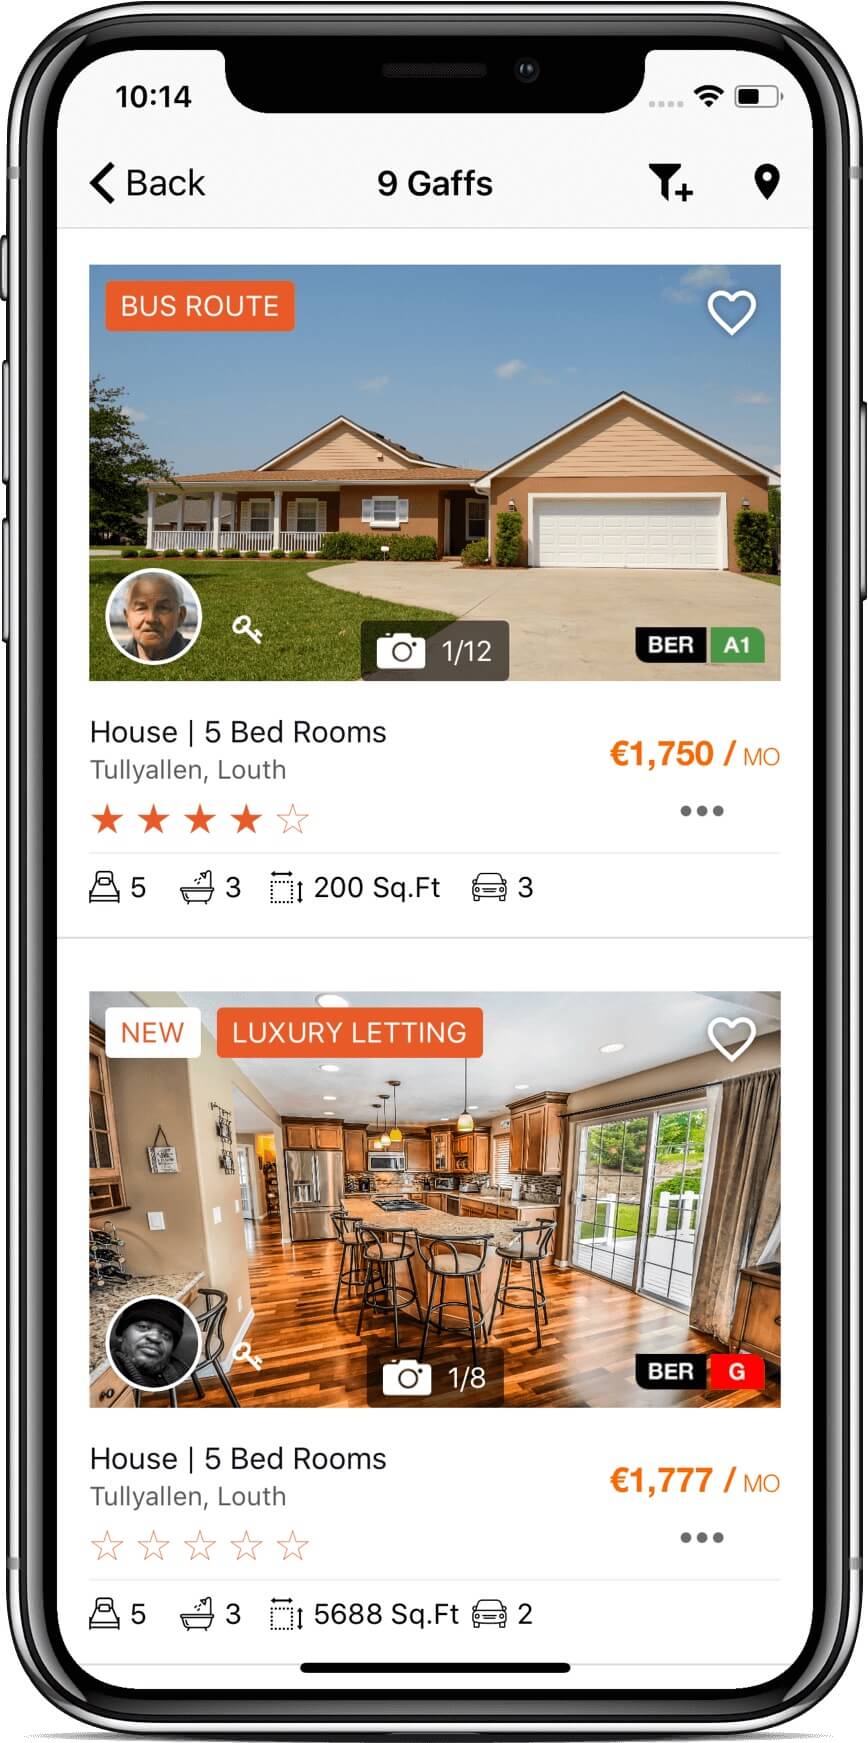 10:14
Back
9 Gaffs
BUS ROUTE
1/12
BER A1
House | 5 Bed Rooms
Tullyallen, Louth
€1,750 / MO
5
3
200 Sq.Ft
3
NEW
LUXURY LETTING
1/8
BER G
House | 5 Bed Rooms
Tullyallen, Louth
€1,777 / MO
5
3
5688 Sq.Ft
2